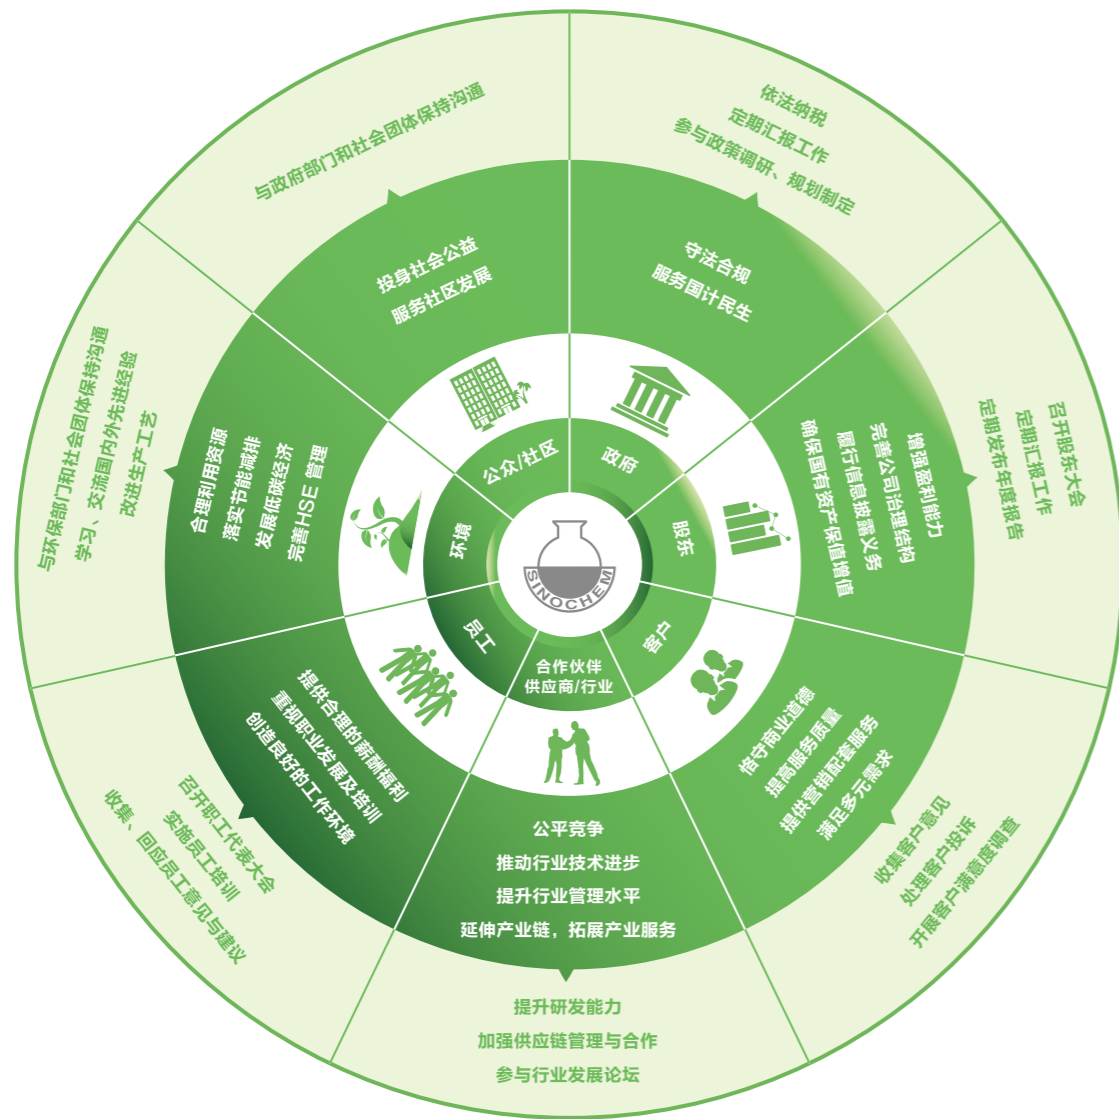 SINOCHEM
政府
守法合规
服务国计民生
依法纳税
定期汇报工作
参与政策调研、规划制定
股东
增强盈利能力
完善公司治理结构
履行信息披露义务
确保国有资产保值增值
召开股东大会
定期汇报工作
定期发布年度报告
客户
恪守商业道德
提高服务质量
提供营销配套服务
满足多元需求
收集客户意见
处理客户投诉
开展客户满意度调查
合作伙伴
供应商/行业
公平竞争
推动行业技术进步
提升行业管理水平
延伸产业链，拓展产业服务
提升研发能力
加强供应链管理与合作
参与行业发展论坛
员工
提供合理的薪酬福利
重视职业发展及培训
创造良好的工作环境
召开职工代表大会
实施员工培训
收集、回应员工意见与建议
环境
合理利用资源
落实节能减排
发展低碳经济
完善HSE 管理
与环保部门和社会团体保持沟通
学习、交流国内外先进经验
改进生产工艺
公众/社区
投身社会公益
服务社区发展
与政府部门和社会团体保持沟通